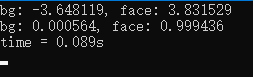 bg: -3.648119, face: 3.831529
bg: 0.000564, face: 0.999436
time = 0.089s